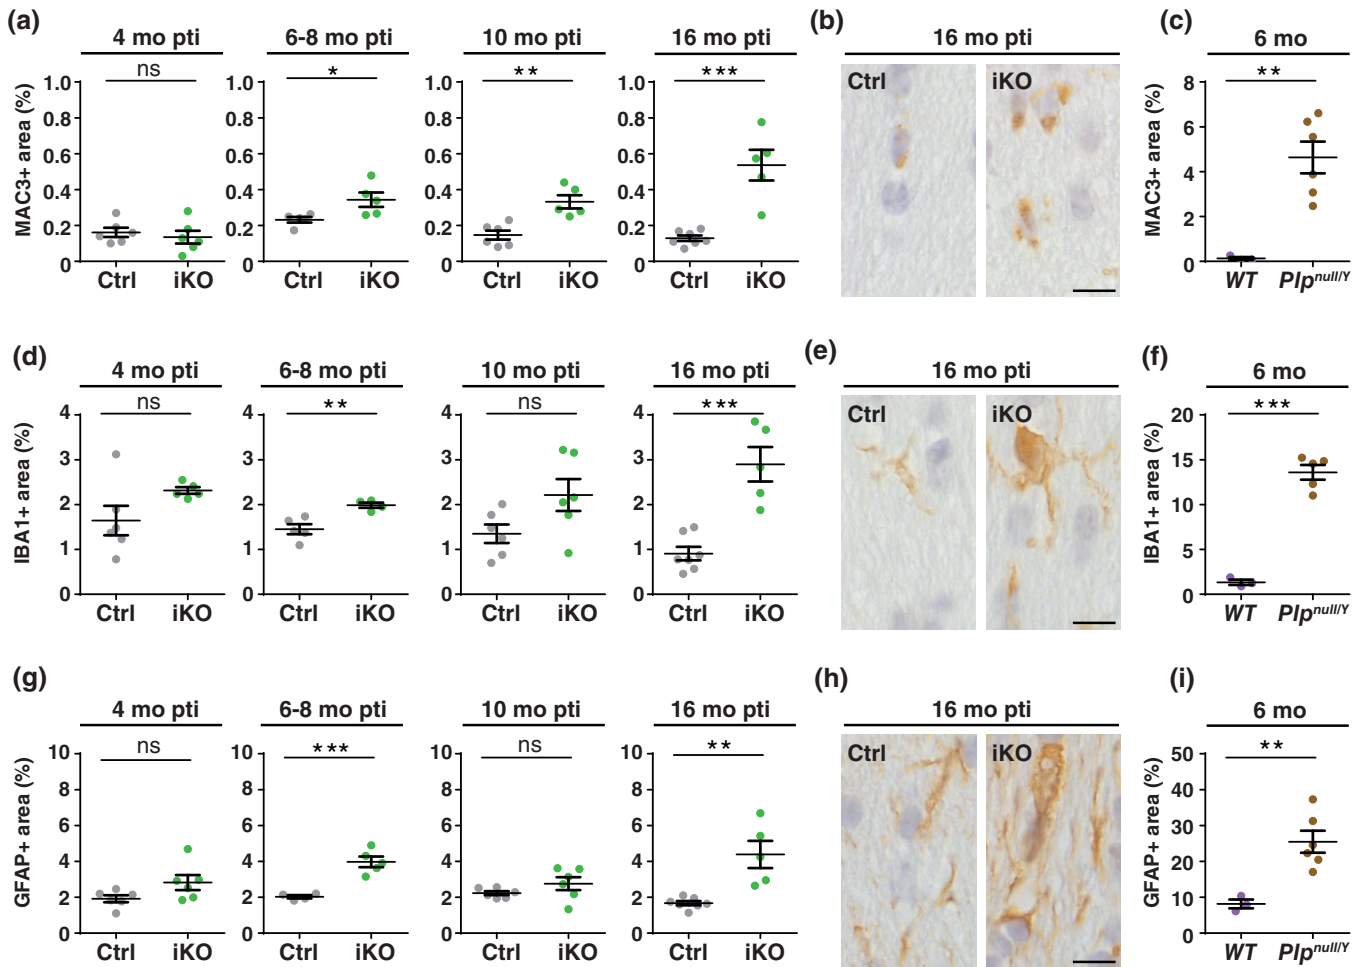 (a)
4 mo pti
6-8 mo pti
10 mo pti
16 mo pti
MAC3+ area (%)
ns
*
**
***
1.0
0.8
0.6
0.4
0.2
0
1.0
0.8
0.6
0.4
0.2
0
1.0
0.8
0.6
0.4
0.2
0
1.0
0.8
0.6
0.4
0.2
0
Ctrl iKO
Ctrl iKO
Ctrl iKO
Ctrl iKO
(b)
16 mo pti
Ctrl
iKO
(c)
6 mo
**
MAC3+ area (%)
8
6
4
2
0
WT Plp^null/Y
(d)
4 mo pti
6-8 mo pti
10 mo pti
16 mo pti
IBA1+ area (%)
ns
**
ns
***
4
3
2
1
0
4
3
2
1
0
4
3
2
1
0
4
3
2
1
0
Ctrl iKO
Ctrl iKO
Ctrl iKO
Ctrl iKO
(e)
16 mo pti
Ctrl
iKO
(f)
6 mo
***
IBA1+ area (%)
20
15
10
5
0
WT Plp^null/Y
(g)
4 mo pti
6-8 mo pti
10 mo pti
16 mo pti
GFAP+ area (%)
ns
***
ns
**
10
8
6
4
2
0
10
8
6
4
2
0
10
8
6
4
2
0
10
8
6
4
2
0
Ctrl iKO
Ctrl iKO
Ctrl iKO
Ctrl iKO
(h)
16 mo pti
Ctrl
iKO
(i)
6 mo
**
GFAP+ area (%)
50
40
30
20
10
0
WT Plp^null/Y